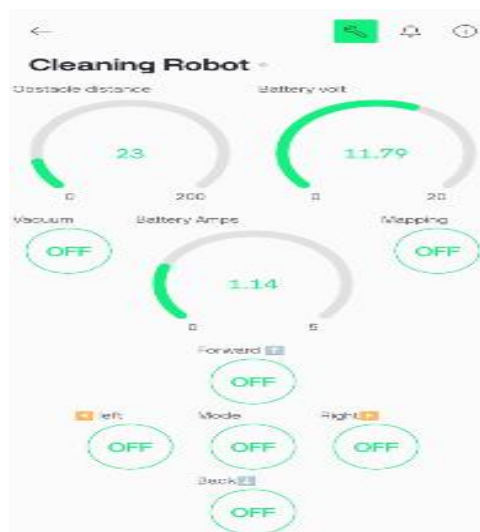 Cleaning Robot
Obstacle distance Battery volt
23 11.79
0 200 0 20
Vacuum Battery Amps Mapping
OFF OFF
1.14
0 5
Forward ⬆️
OFF
◀️ left Mode Right ▶️
OFF OFF OFF
Back ⬇️
OFF